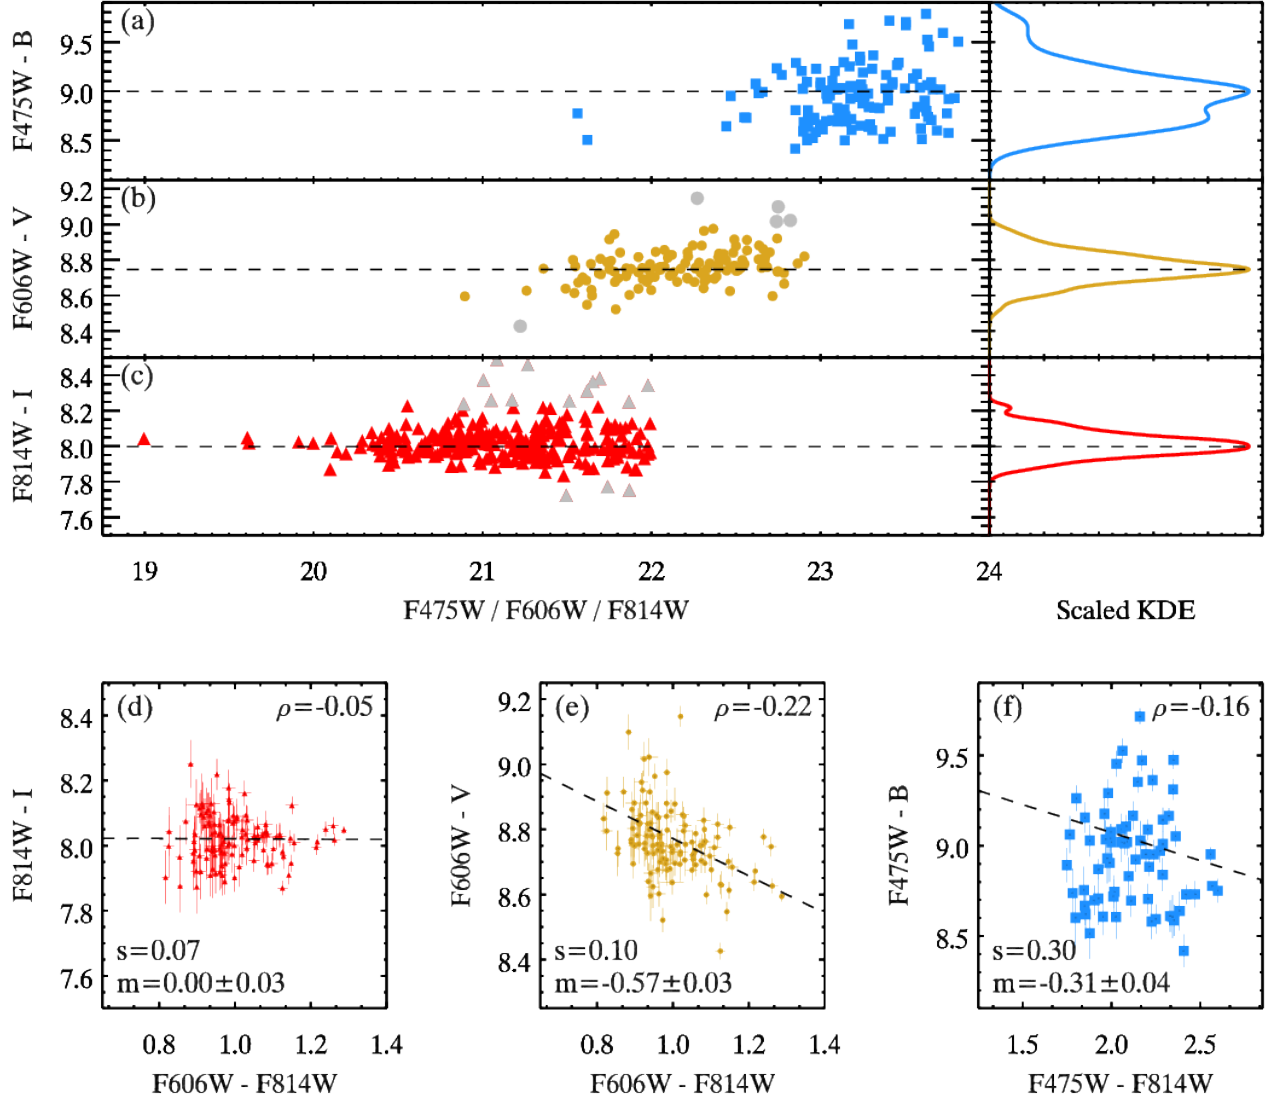 (a)
F475W - B
9.5
9.0
8.5
(b)
F606W - V
9.2
9.0
8.8
8.6
8.4
(c)
F814W - I
8.4
8.2
8.0
7.8
7.6
19 20 21 22 23 24
F475W / F606W / F814W
Scaled KDE
(d) ρ=-0.05
F814W - I
8.4
8.2
8.0
7.8
7.6
s=0.07
m=0.00±0.03
0.8 1.0 1.2 1.4
F606W - F814W
(e) ρ=-0.22
F606W - V
9.2
9.0
8.8
8.6
8.4
s=0.10
m=-0.57±0.03
0.8 1.0 1.2 1.4
F606W - F814W
(f) ρ=-0.16
F475W - B
9.5
9.0
8.5
s=0.30
m=-0.31±0.04
1.5 2.0 2.5
F475W - F814W